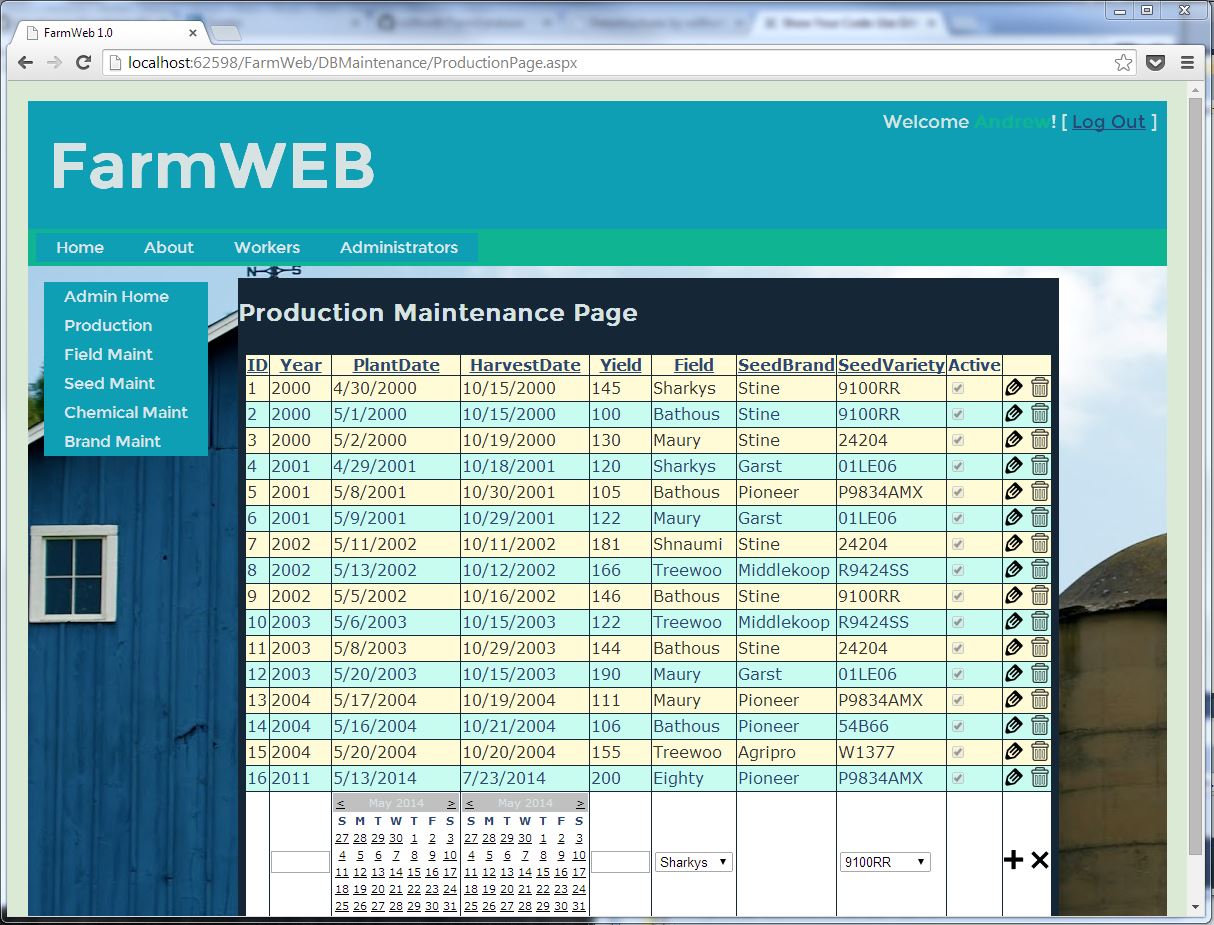 FarmWeb 1.0
localhost:62598/FarmWeb/DBMaintenance/ProductionPage.aspx
Welcome Andrew! [ Log Out ]
FarmWEB
Home About Workers Administrators
N S
Admin Home
Production
Field Maint
Seed Maint
Chemical Maint
Brand Maint
Production Maintenance Page
ID Year PlantDate HarvestDate Yield Field SeedBrand SeedVariety Active
1 2000 4/30/2000 10/15/2000 145 Sharkys Stine 9100RR
2 2000 5/1/2000 10/15/2000 100 Bathous Stine 9100RR
3 2000 5/2/2000 10/19/2000 130 Maury Stine 24204
4 2001 4/29/2001 10/18/2001 120 Sharkys Garst 01LE06
5 2001 5/8/2001 10/30/2001 105 Bathous Pioneer P9834AMX
6 2001 5/9/2001 10/29/2001 122 Maury Garst 01LE06
7 2002 5/11/2002 10/11/2002 181 Shnaumi Stine 24204
8 2002 5/13/2002 10/12/2002 166 Treewoo Middlekoop R9424SS
9 2002 5/5/2002 10/16/2002 146 Bathous Stine 9100RR
10 2003 5/6/2003 10/15/2003 122 Treewoo Middlekoop R9424SS
11 2003 5/8/2003 10/29/2003 144 Bathous Stine 24204
12 2003 5/20/2003 10/15/2003 190 Maury Garst 01LE06
13 2004 5/17/2004 10/19/2004 111 Maury Pioneer P9834AMX
14 2004 5/16/2004 10/21/2004 106 Bathous Pioneer 54B66
15 2004 5/20/2004 10/20/2004 155 Treewoo Agripro W1377
16 2011 5/13/2014 7/23/2014 200 Eighty Pioneer P9834AMX
< May 2014 > < May 2014 >
S M T W T F S S M T W T F S
27 28 29 30 1 2 3 27 28 29 30 1 2 3
4 5 6 7 8 9 10 4 5 6 7 8 9 10
11 12 13 14 15 16 17 11 12 13 14 15 16 17
Sharkys 9100RR
18 19 20 21 22 23 24 18 19 20 21 22 23 24
25 26 27 28 29 30 31 25 26 27 28 29 30 31